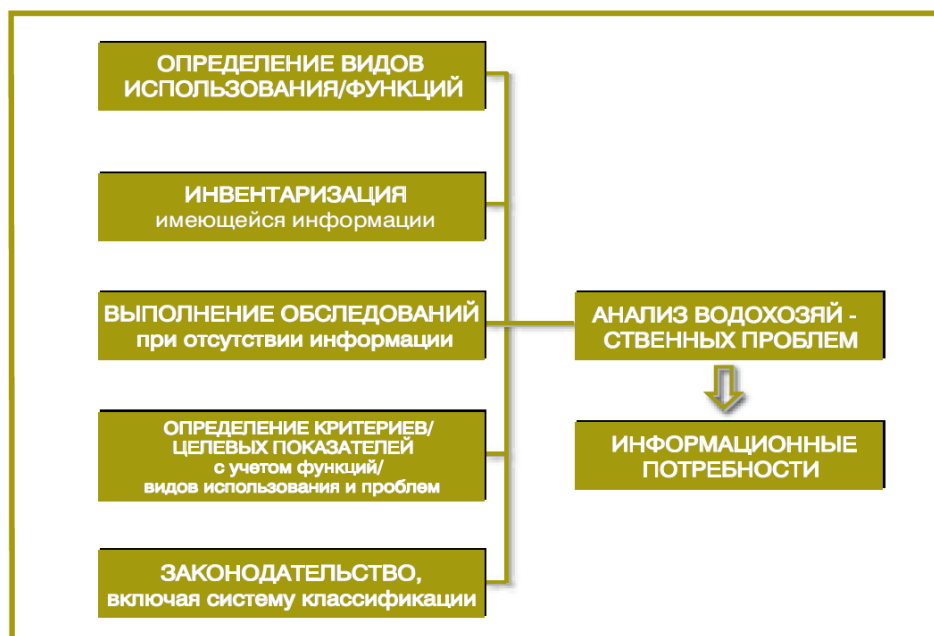 ОПРЕДЕЛЕНИЕ ВИДОВ
ИСПОЛЬЗОВАНИЯ/ФУНКЦИЙ
ИНВЕНТАРИЗАЦИЯ
имеющейся информации
ВЫПОЛНЕНИЕ ОБСЛЕДОВАНИЙ
при отсутствии информации
ОПРЕДЕЛЕНИЕ КРИТЕРИЕВ/
ЦЕЛЕВЫХ ПОКАЗАТЕЛЕЙ
с учетом функций/
видов использования и проблем
ЗАКОНОДАТЕЛЬСТВО,
включая систему классификации
АНАЛИЗ ВОДОХОЗЯЙ -
СТВЕННЫХ ПРОБЛЕМ
ИНФОРМАЦИОННЫЕ
ПОТРЕБНОСТИ